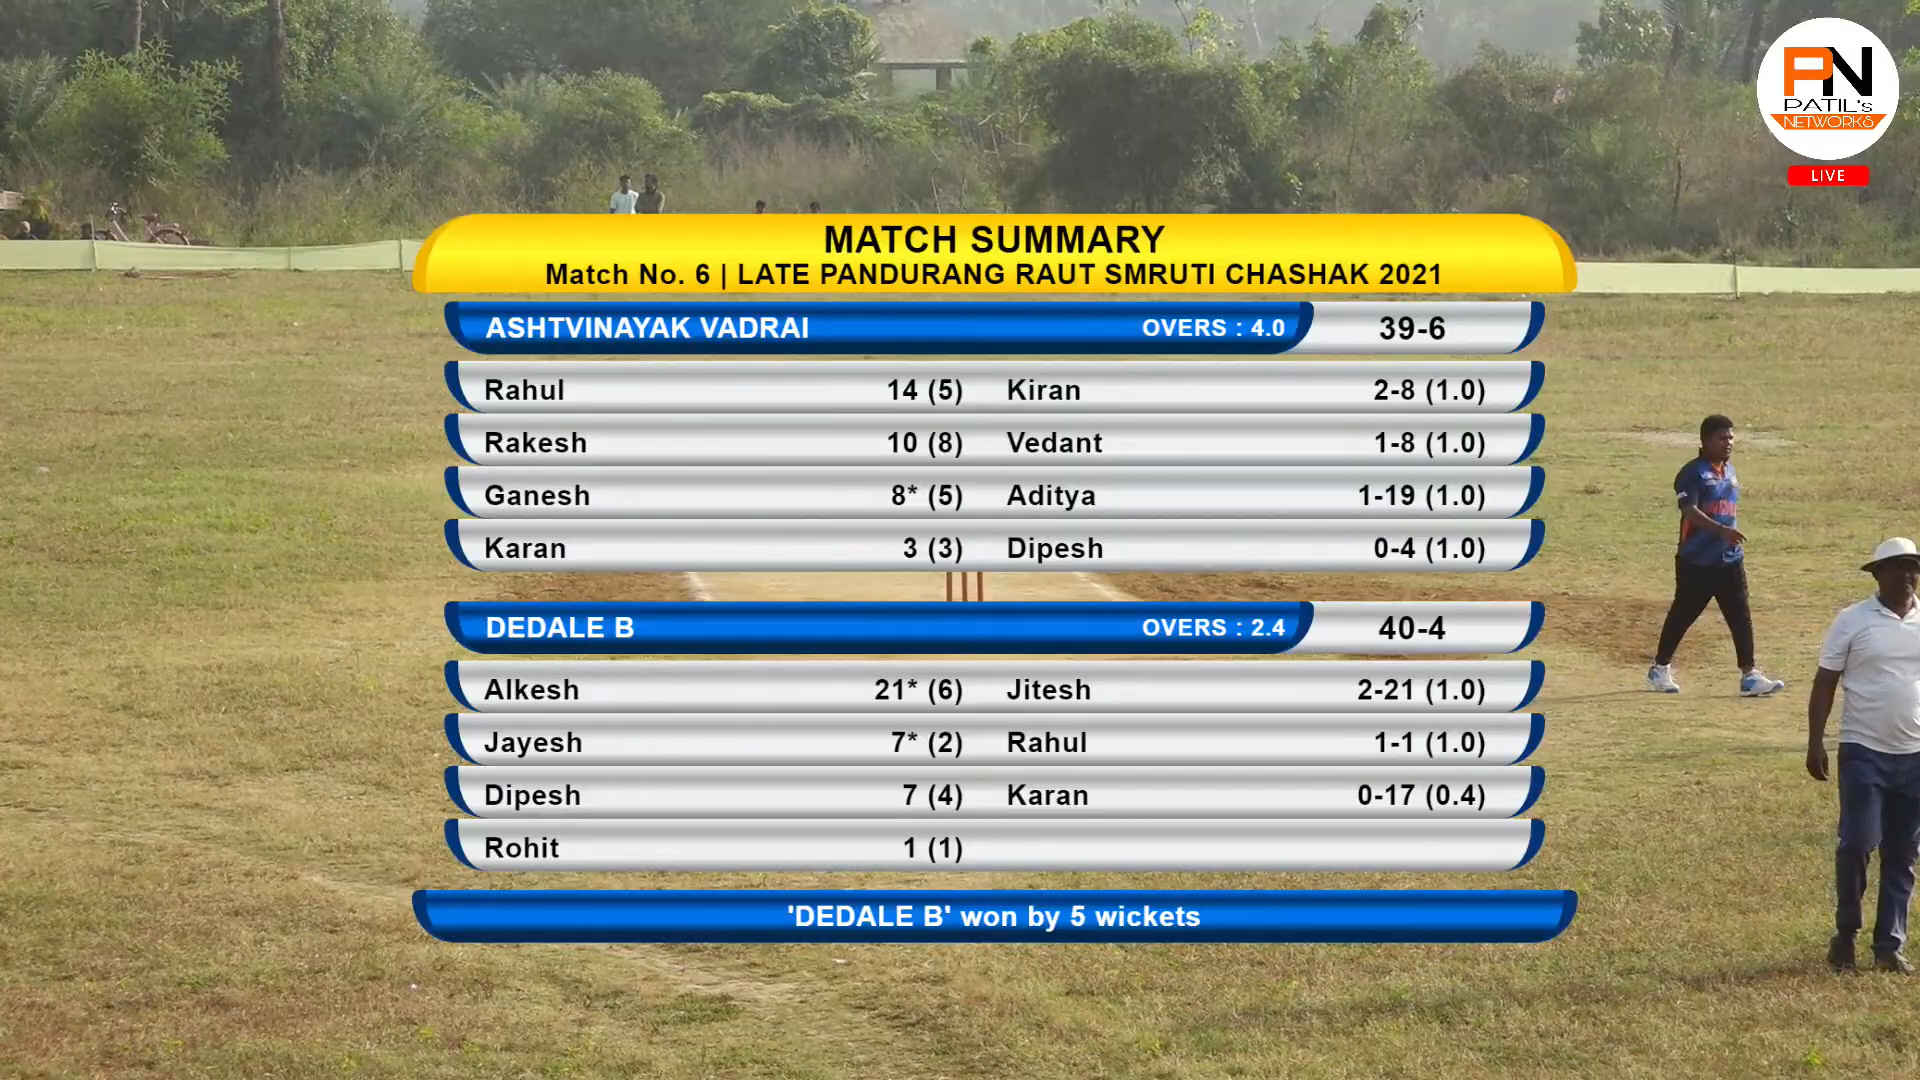 PN
PATIL's
NETWORKS
LIVE
MATCH SUMMARY
Match No. 6 | LATE PANDURANG RAUT SMRUTI CHASHAK 2021
ASHTVINAYAK VADRAI OVERS : 4.0 39-6
Rahul 14 (5) Kiran 2-8 (1.0)
Rakesh 10 (8) Vedant 1-8 (1.0)
Ganesh 8* (5) Aditya 1-19 (1.0)
Karan 3 (3) Dipesh 0-4 (1.0)
DEDALE B OVERS : 2.4 40-4
Alkesh 21* (6) Jitesh 2-21 (1.0)
Jayesh 7* (2) Rahul 1-1 (1.0)
Dipesh 7 (4) Karan 0-17 (0.4)
Rohit 1 (1)
'DEDALE B' won by 5 wickets